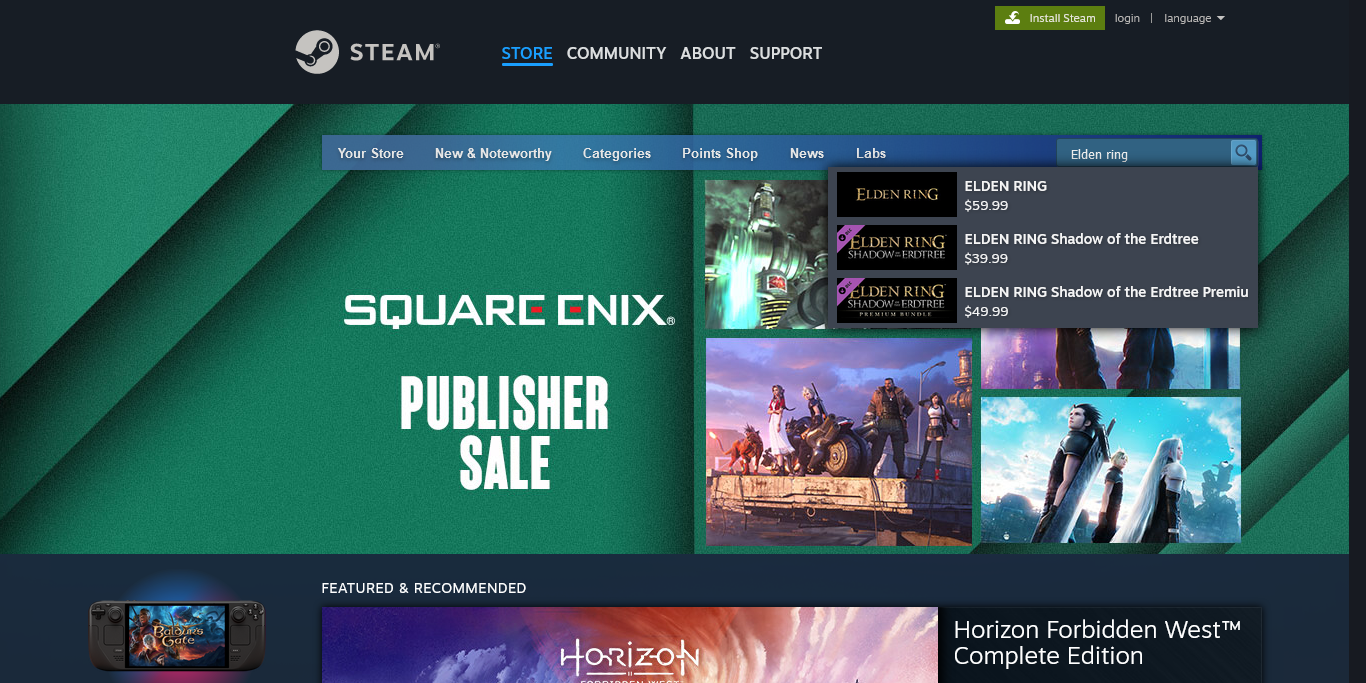 Install Steam
login | language
STEAM®
STORE COMMUNITY ABOUT SUPPORT
Your Store New & Noteworthy Categories Points Shop News Labs
Elden ring
ELDEN RING
ELDEN RING
$59.99
ELDEN RING
SHADOW OF THE ERDTREE
ELDEN RING Shadow of the Erdtree
$39.99
ELDEN RING
SHADOW OF THE ERDTREE
PREMIUM BUNDLE
ELDEN RING Shadow of the Erdtree Premiu
$49.99
SQUARE ENIX®
PUBLISHER
SALE
FEATURED & RECOMMENDED
Baldur's
Gate
HORIZON
FORBIDDEN WEST
Horizon Forbidden West™
Complete Edition